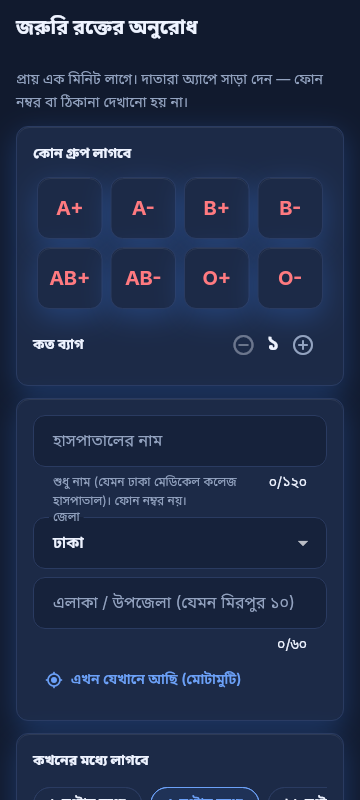 জরুরি রক্তের অনুরোধ
প্রায় এক মিনিট লাগে। দাতারা অ্যাপে সাড়া দেন — ফোন
নম্বর বা ঠিকানা দেখানো হয় না।
কোন গ্রুপ লাগবে
A+ A- B+ B-
AB+ AB- O+ O-
কত ব্যাগ ১
হাসপাতালের নাম
শুধু নাম (যেমন ঢাকা মেডিকেল কলেজ ০/১২০
হাসপাতাল)। ফোন নম্বর নয়।
জেলা
ঢাকা
এলাকা / উপজেলা (যেমন মিরপুর ১০)
০/৬০
এখন যেখানে আছি (মোটামুটি)
কখনের মধ্যে লাগবে